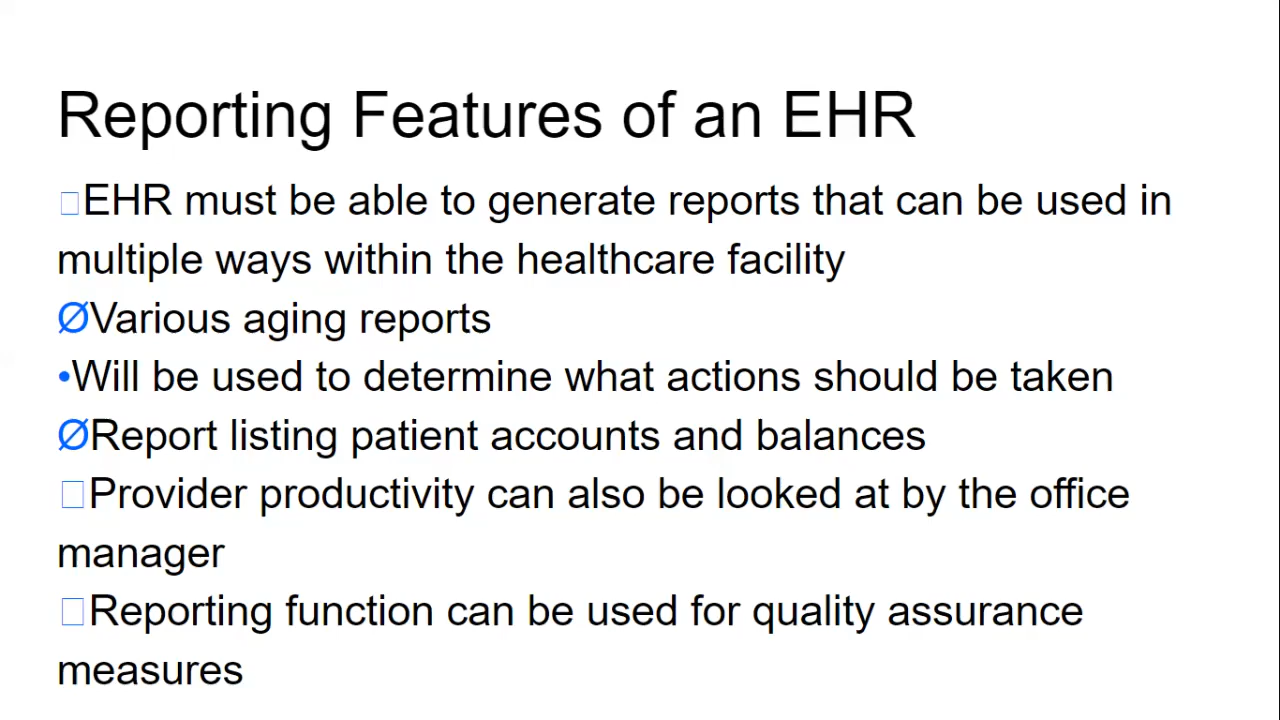 Reporting Features of an EHR
□EHR must be able to generate reports that can be used in
multiple ways within the healthcare facility
ØVarious aging reports
•Will be used to determine what actions should be taken
ØReport listing patient accounts and balances
□Provider productivity can also be looked at by the office
manager
□Reporting function can be used for quality assurance
measures